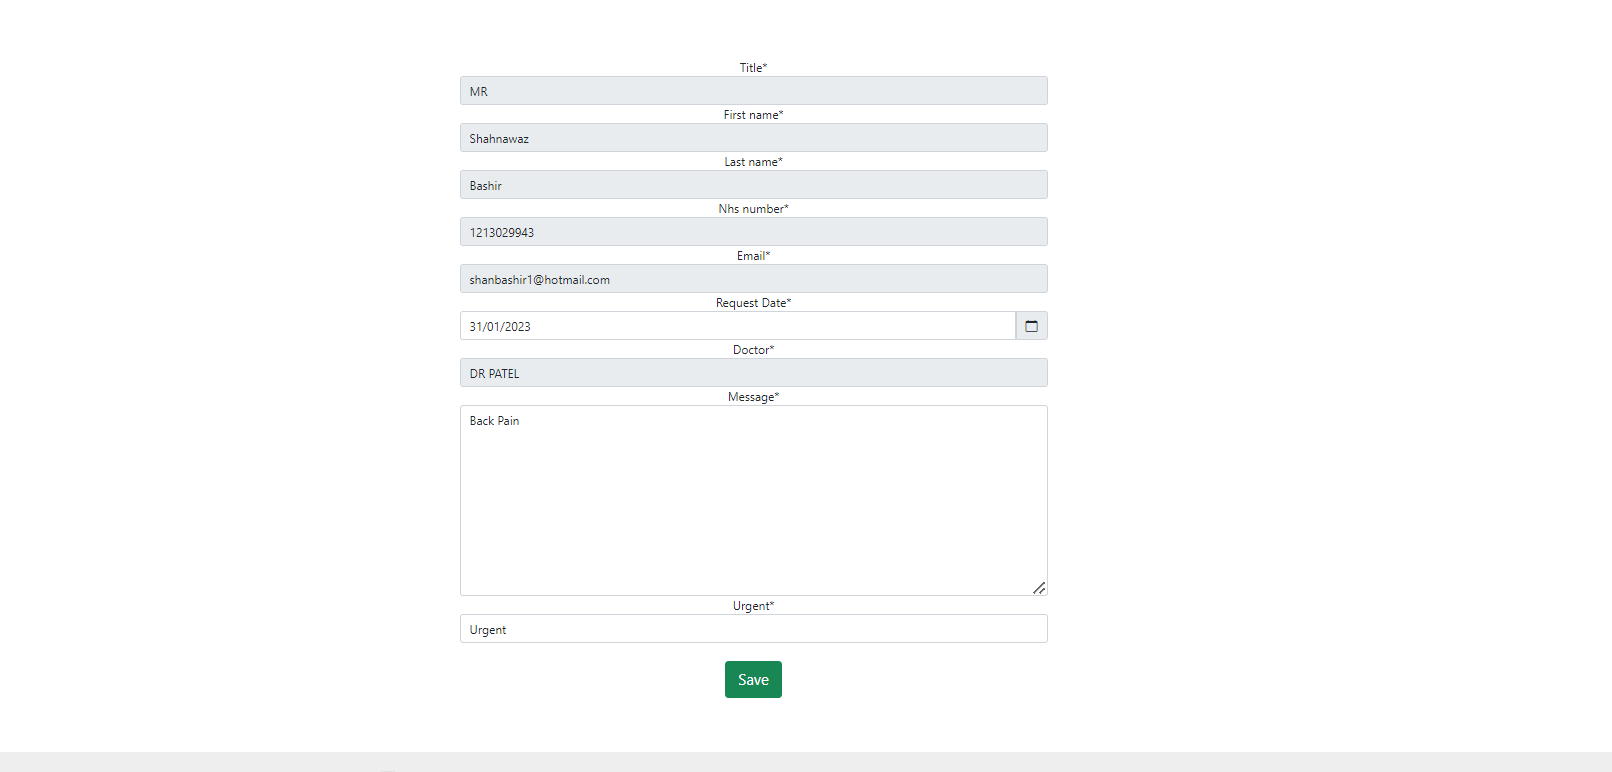 Title*
MR
First name*
Shahnawaz
Last name*
Bashir
Nhs number*
1213029943
Email*
shanbashir1@hotmail.com
Request Date*
31/01/2023
Doctor*
DR PATEL
Message*
Back Pain
Urgent*
Urgent
Save